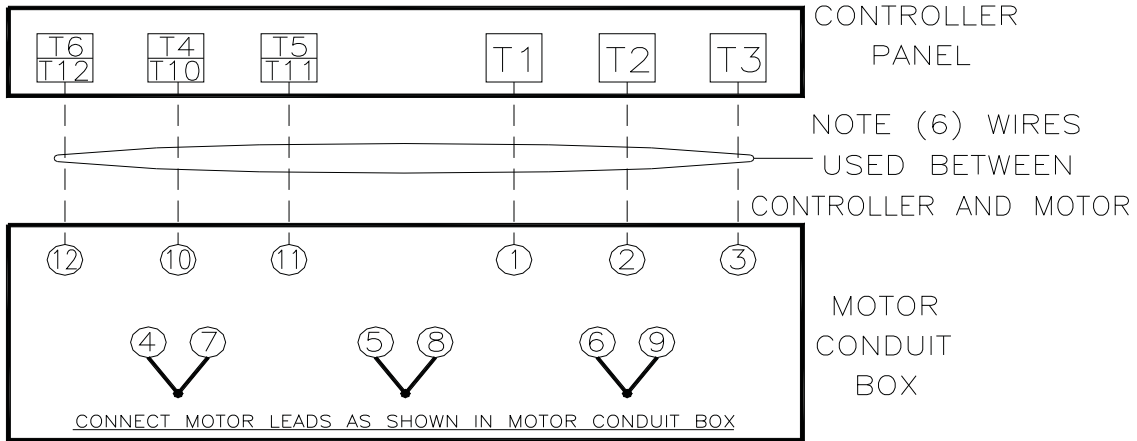 CONTROLLER
PANEL
T6 T4 T5 T1 T2 T3
T12 T10 T11
NOTE (6) WIRES
USED BETWEEN
CONTROLLER AND MOTOR
12 10 11 1 2 3
MOTOR
CONDUIT
BOX
4 7 5 8 6 9
CONNECT MOTOR LEADS AS SHOWN IN MOTOR CONDUIT BOX